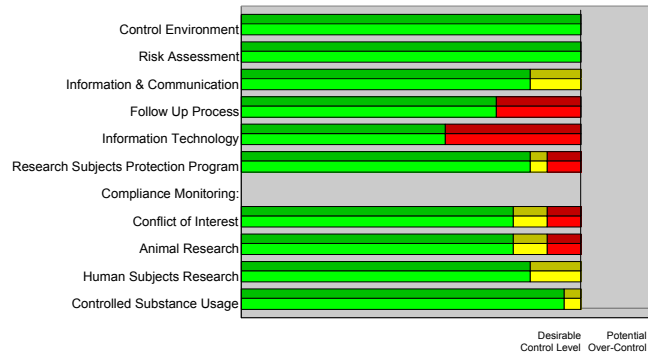 Control Environment
Risk Assessment
Information & Communication
Follow Up Process
Information Technology
Research Subjects Protection Program
Compliance Monitoring:
Conflict of Interest
Animal Research
Human Subjects Research
Controlled Substance Usage
Desirable Control Level
Potential Over-Control